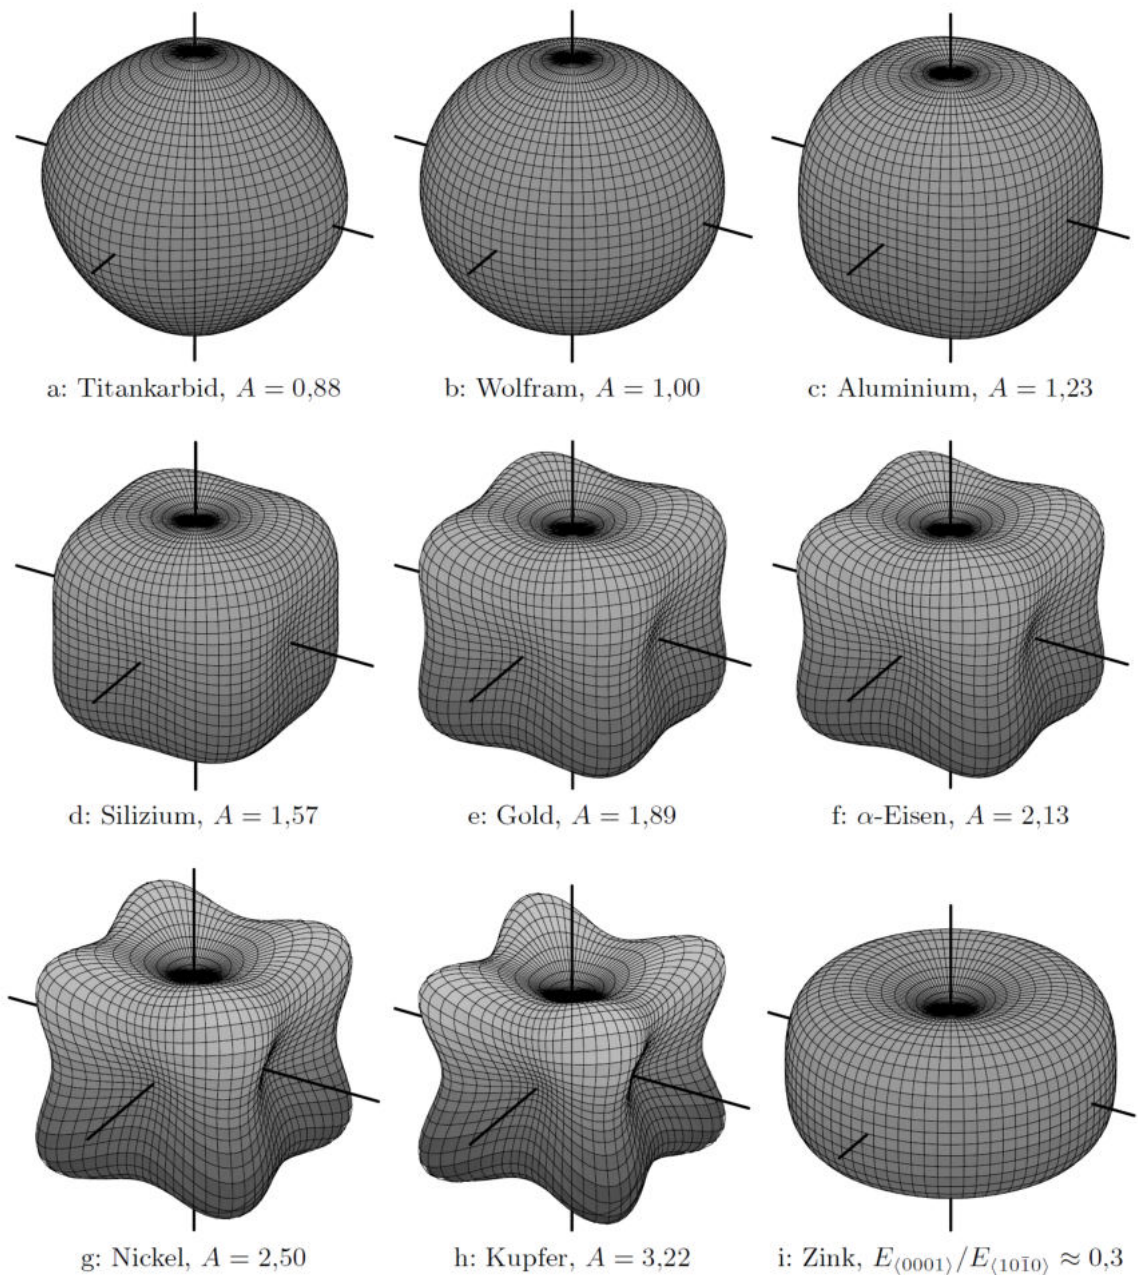 a: Titankarbid, A = 0,88
b: Wolfram, A = 1,00
c: Aluminium, A = 1,23
d: Silizium, A = 1,57
e: Gold, A = 1,89
f: α-Eisen, A = 2,13
g: Nickel, A = 2,50
h: Kupfer, A = 3,22
i: Zink, E⟨0001⟩/E⟨101̄0⟩ ≈ 0,3